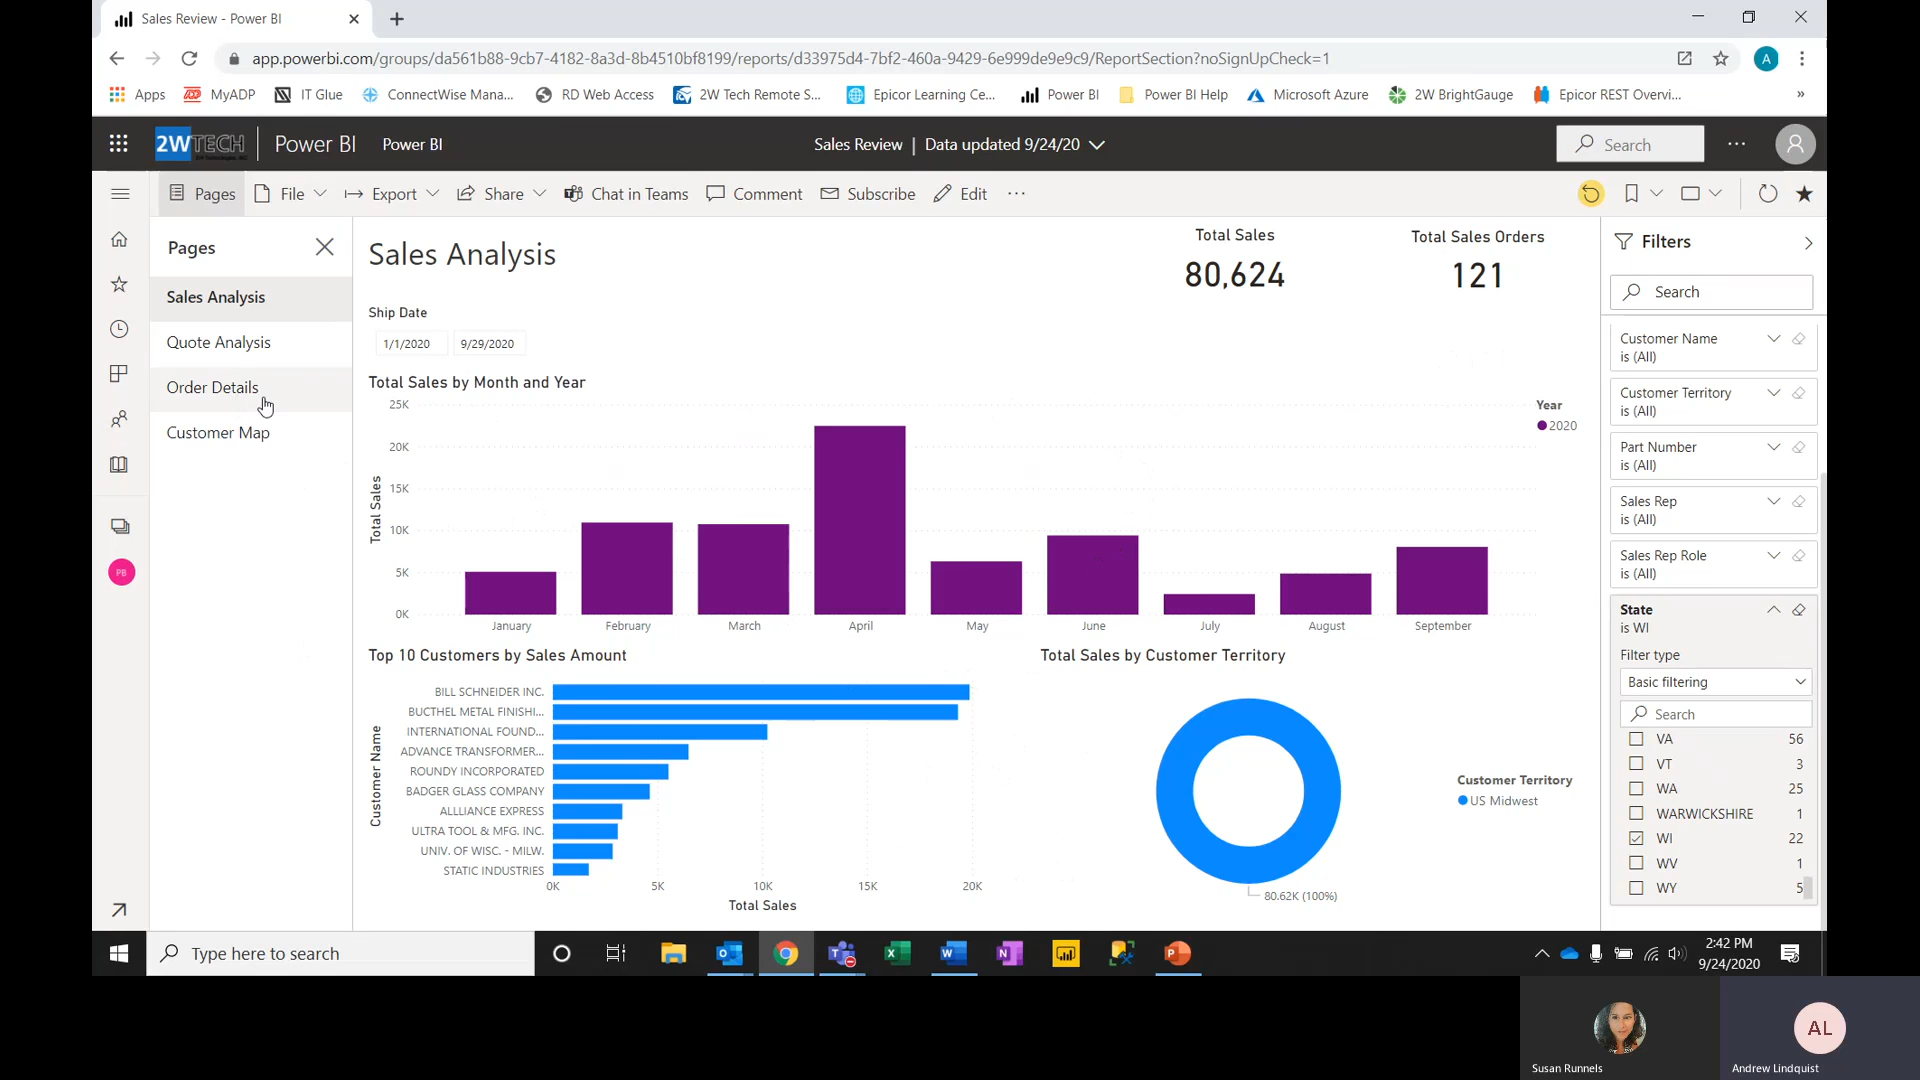 Sales Review - Power BI
app.powerbi.com/groups/da561b88-9cb7-4182-8a3d-8b4510bf8199/reports/d33975d4-7bf2-460a-9429-6e999de9e9c9/ReportSection?noSignUpCheck=1
A
Apps MyADP IT Glue ConnectWise Mana... RD Web Access 2W Tech Remote S... Epicor Learning Ce... Power BI Power BI Help Microsoft Azure 2W BrightGauge Epicor REST Overvi... »
2WTECH Power BI Power BI Sales Review | Data updated 9/24/20 Search
Pages File Export Share Chat in Teams Comment Subscribe Edit
Pages
Sales Analysis
Quote Analysis
Order Details
Customer Map
PB
Sales Analysis
Total Sales
80,624
Total Sales Orders
121
Ship Date
1/1/2020 9/29/2020
Total Sales by Month and Year
Total Sales
25K
20K
15K
10K
5K
0K
January February March April May June July August September
Year
2020
Top 10 Customers by Sales Amount
Customer Name
BILL SCHNEIDER INC.
BUCTHEL METAL FINISHI...
INTERNATIONAL FOUND...
ADVANCE TRANSFORMER...
ROUNDY INCORPORATED
BADGER GLASS COMPANY
ALLLIANCE EXPRESS
ULTRA TOOL & MFG. INC.
UNIV. OF WISC. - MILW.
STATIC INDUSTRIES
0K 5K 10K 15K 20K
Total Sales
Total Sales by Customer Territory
80.62K (100%)
Customer Territory
US Midwest
Filters
Search
Customer Name
is (All)
Customer Territory
is (All)
Part Number
is (All)
Sales Rep
is (All)
Sales Rep Role
is (All)
State
is WI
Filter type
Basic filtering
Search
VA 56
VT 3
WA 25
WARWICKSHIRE 1
WI 22
WV 1
WY 5
Type here to search
2:42 PM
9/24/2020
AL
Susan Runnels
Andrew Lindquist